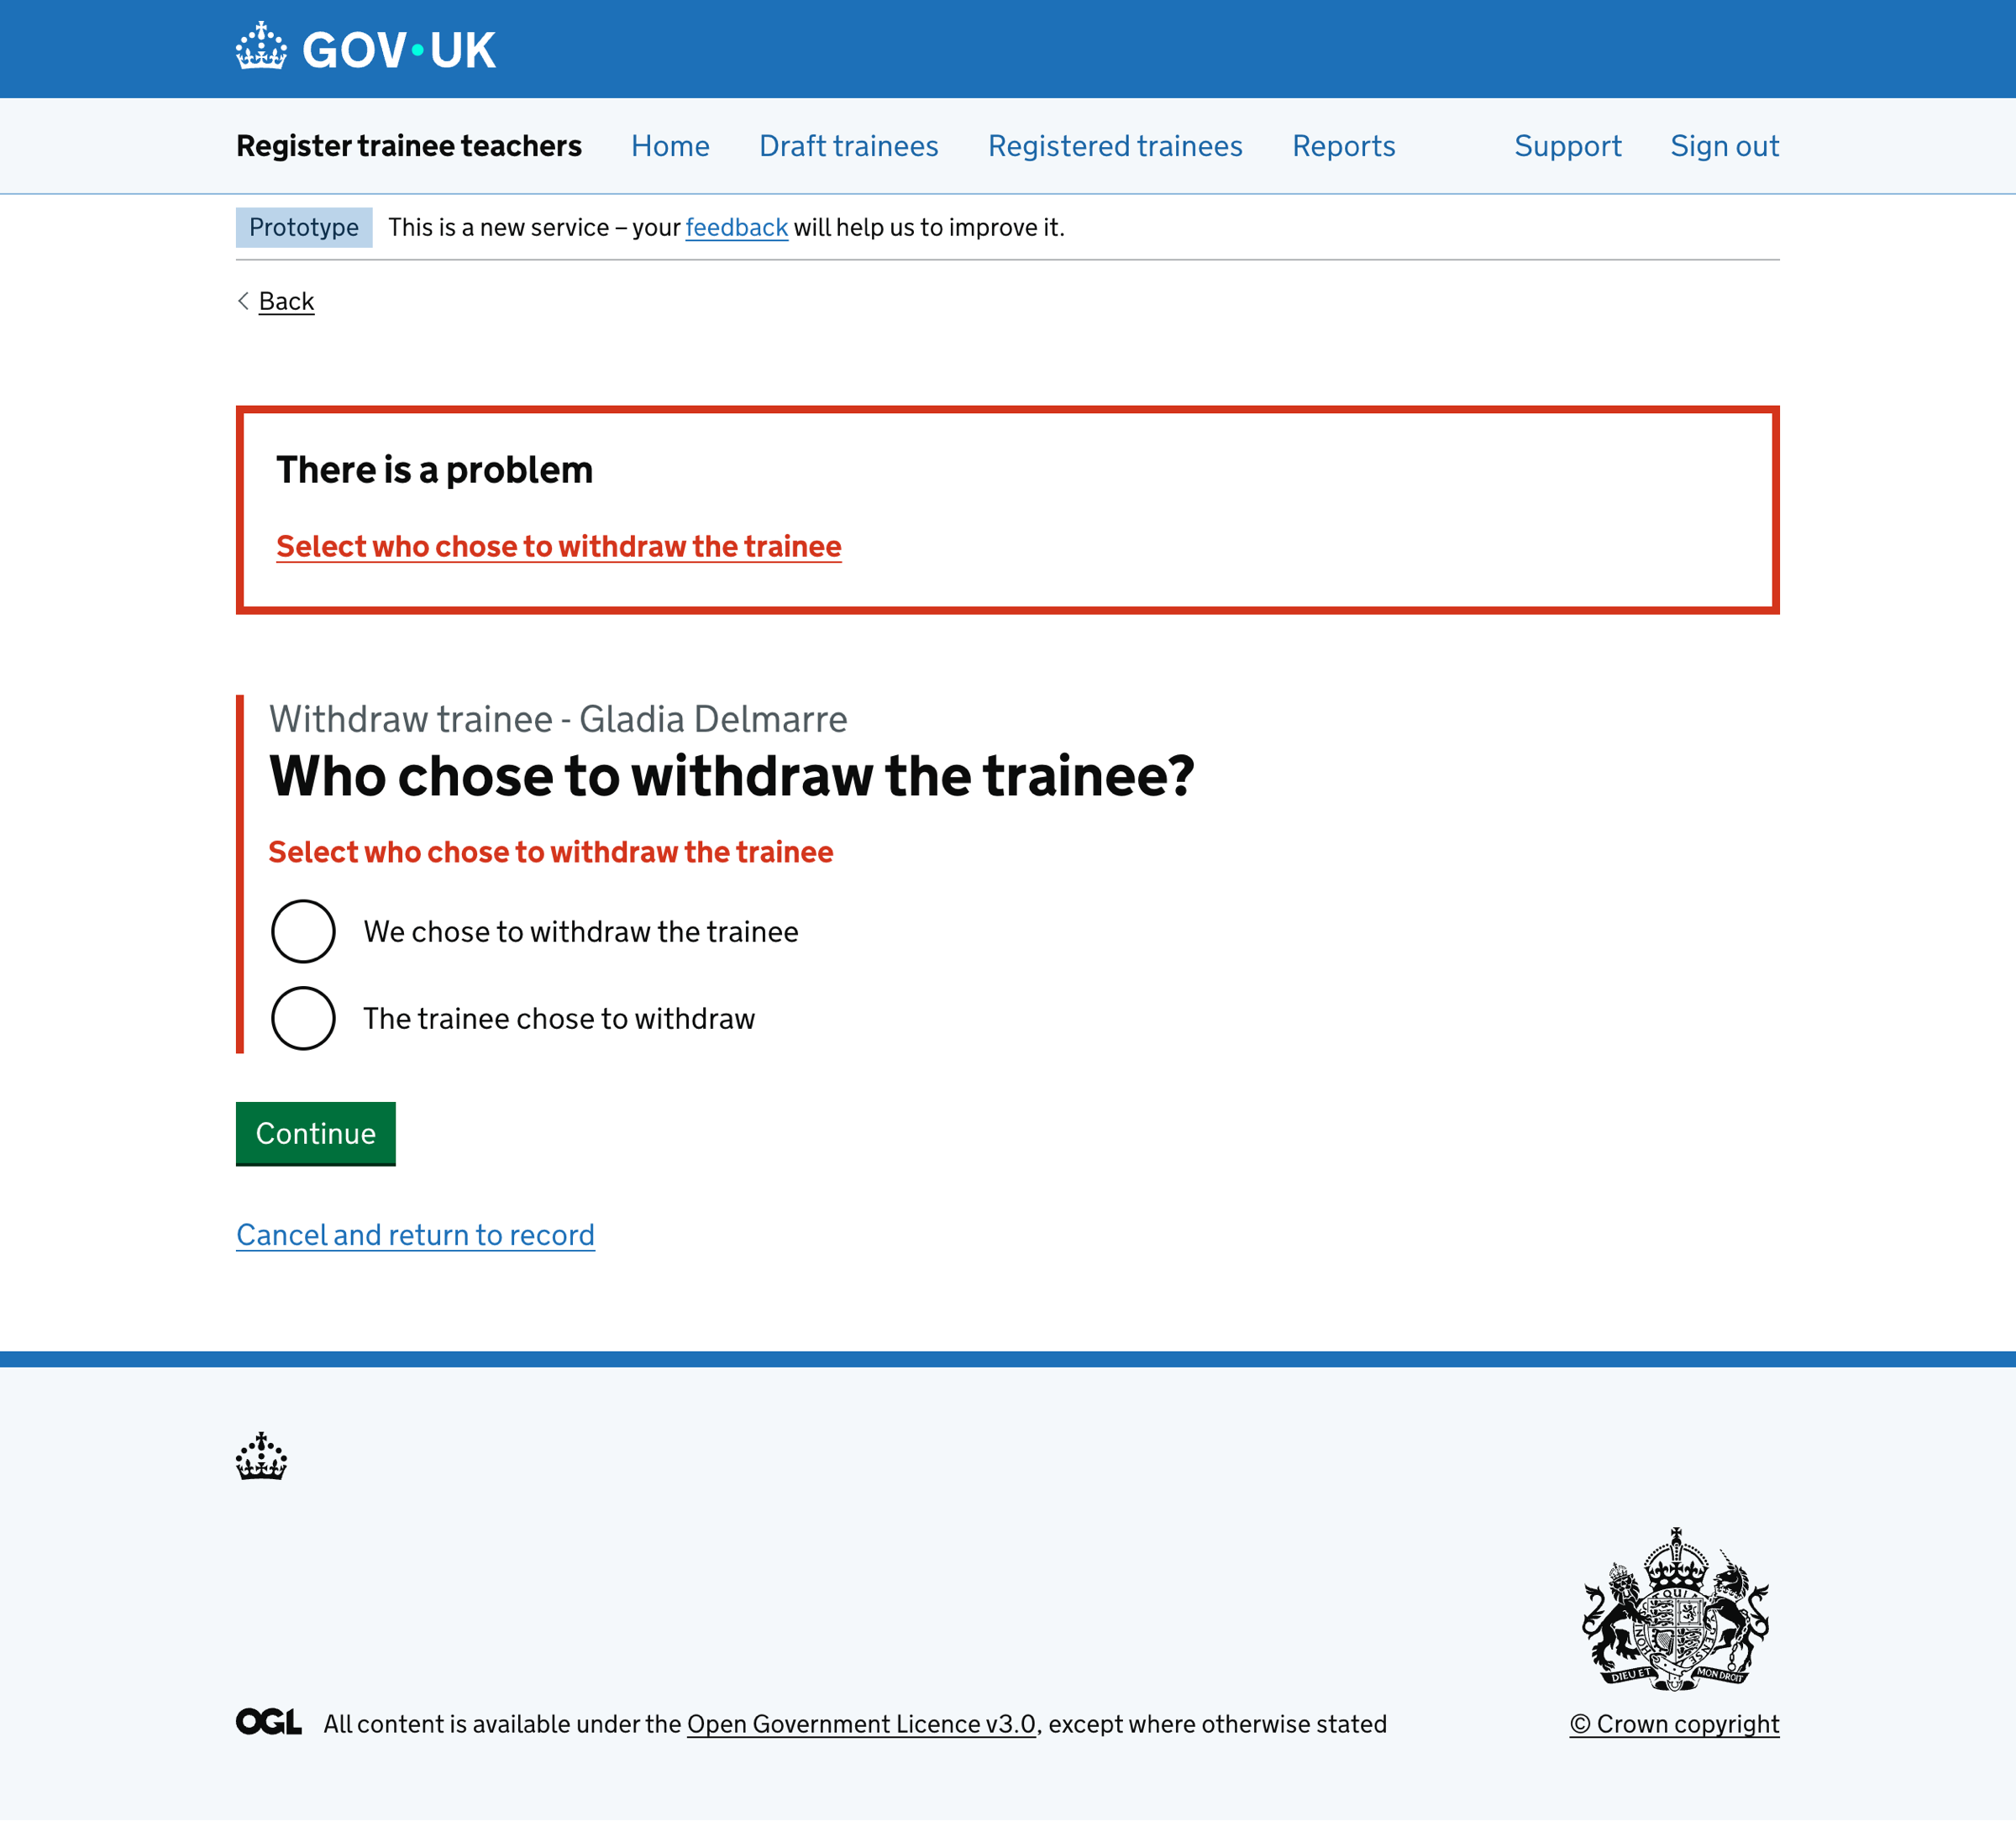 GOV·UK
Register trainee teachers Home Draft trainees Registered trainees Reports Support Sign out
Prototype This is a new service – your feedback will help us to improve it.
Back
There is a problem
Select who chose to withdraw the trainee
Withdraw trainee - Gladia Delmarre
Who chose to withdraw the trainee?
Select who chose to withdraw the trainee
We chose to withdraw the trainee
The trainee chose to withdraw
Continue
Cancel and return to record
QUI
DIEU ET MON DROIT
OGL All content is available under the Open Government Licence v3.0, except where otherwise stated © Crown copyright